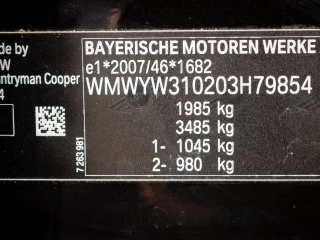 de by
W
ntryman Cooper
4
7 263 981
BAYERISCHE MOTOREN WERKE
e1*2007/46*1682
WMWYW310203H79854
1985 kg
3485 kg
1- 1045 kg
2- 980 kg